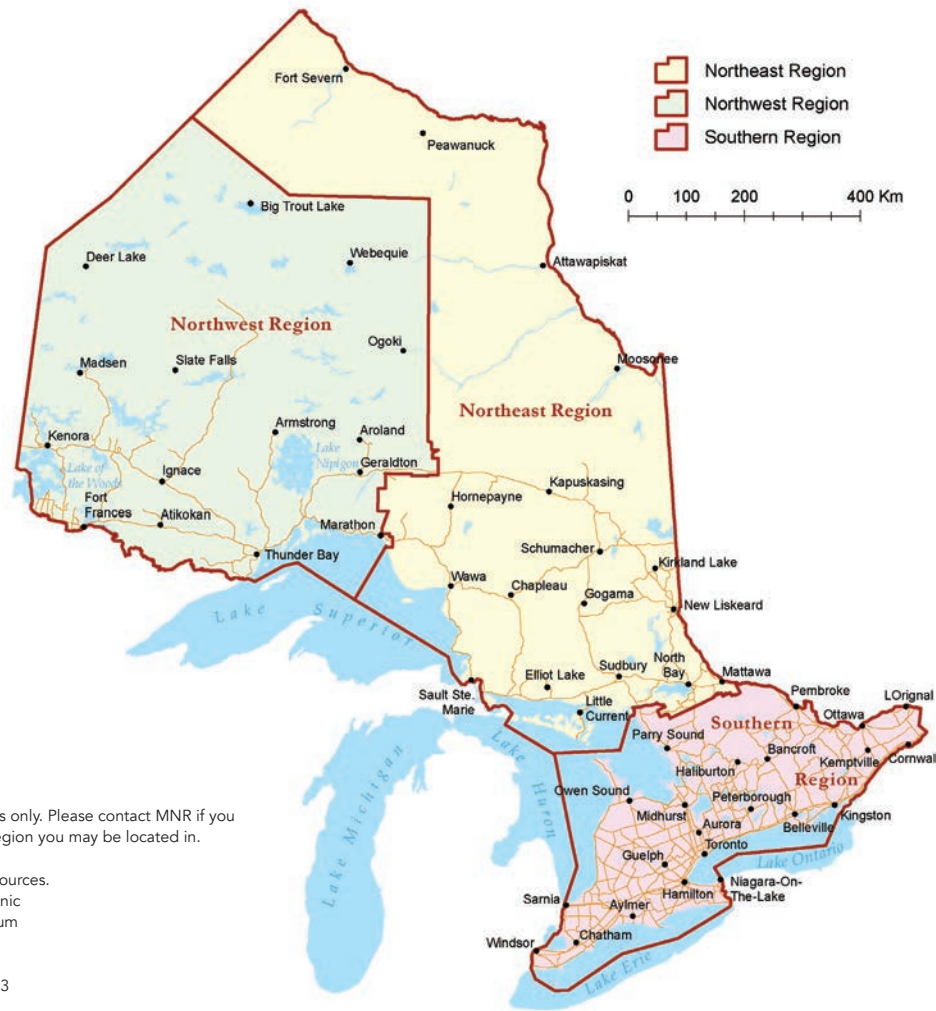 Fort Severn
Peawanuck
Northeast Region
Northwest Region
Southern Region
0 100 200 400 Km
Big Trout Lake
Deer Lake
Webequie
Attawapiskat
Northwest Region
Ogoki
Madsen
Slate Falls
Moosonee
Northeast Region
Armstrong
Aroland
Kenora
Lake
Nipigon
Lake of
the Woods
Ignace
Geraldton
Kapuskasing
Hornepayne
Fort
Frances
Atikokan
Marathon
Thunder Bay
Schumacher
Kirkland Lake
Wawa
Chapleau
Gogama
New Liskeard
Lake Superior
Elliot Lake
Sudbury
North
Bay
Mattawa
Sault Ste.
Marie
Little
Current
Pembroke
LOrignal
Ottawa
Southern
Region
Parry Sound
Bancroft
Haliburton
Kemptville
Cornwall
Lake Michigan
Lake Huron
Owen Sound
Peterborough
Midhurst
Belleville
Kingston
Aurora
Toronto
Guelph
Lake Ontario
Hamilton
Niagara-On-
The-Lake
Sarnia
Aylmer
Chatham
Windsor
Lake Erie
s only. Please contact MNR if you
egion you may be located in.
ources.
nic
um
3